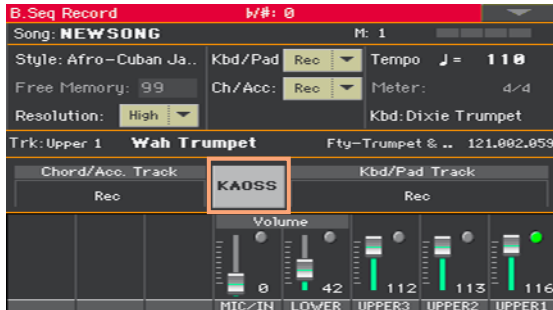 B.Seq Record b/#: 0
Song: NEWSONG M: 1
Style: Afro-Cuban Ja.. Kbd/Pad Rec Tempo ♩= 110
Free Memory: 99 Ch/Acc: Rec Meter: 4/4
Resolution: High Kbd: Dixie Trumpet
Trk: Upper 1 Wah Trumpet Fty-Trumpet & .. 121.002.059
Chord/Acc. Track KAOSS Kbd/Pad Track
Rec Rec
Volume
0 42 112 113 116
MIC/IN LOWER UPPER3 UPPER2 UPPER1